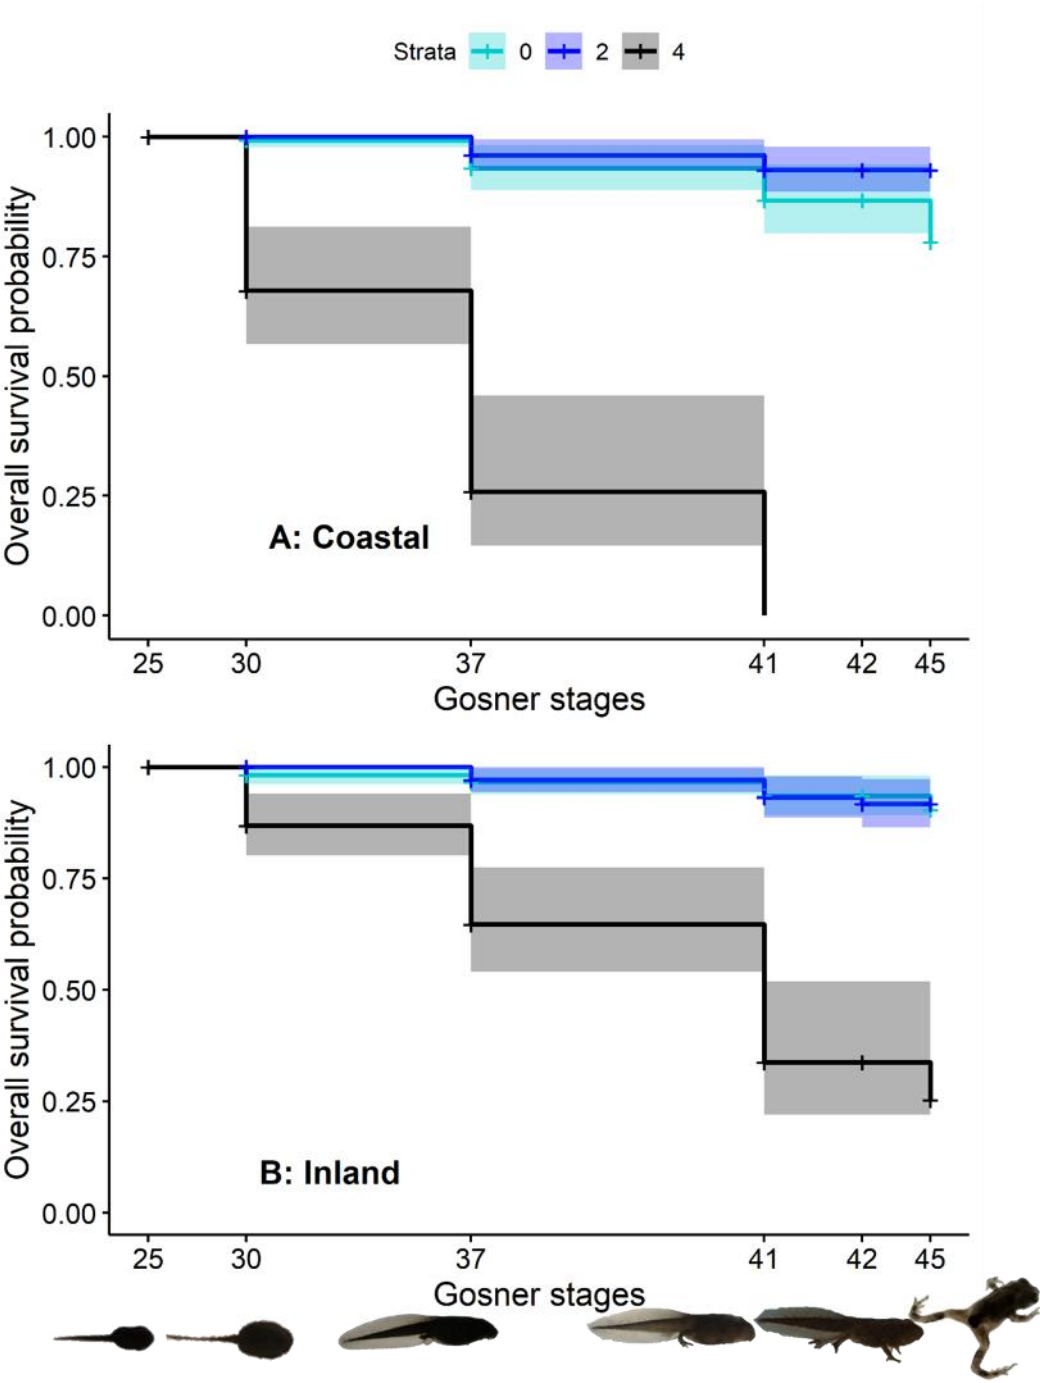 Strata 0 2 4
1.00
0.75
0.50
0.25
0.00
Overall survival probability
A: Coastal
25 30 37 41 42 45
Gosner stages
1.00
0.75
0.50
0.25
0.00
Overall survival probability
B: Inland
25 30 37 41 42 45
Gosner stages